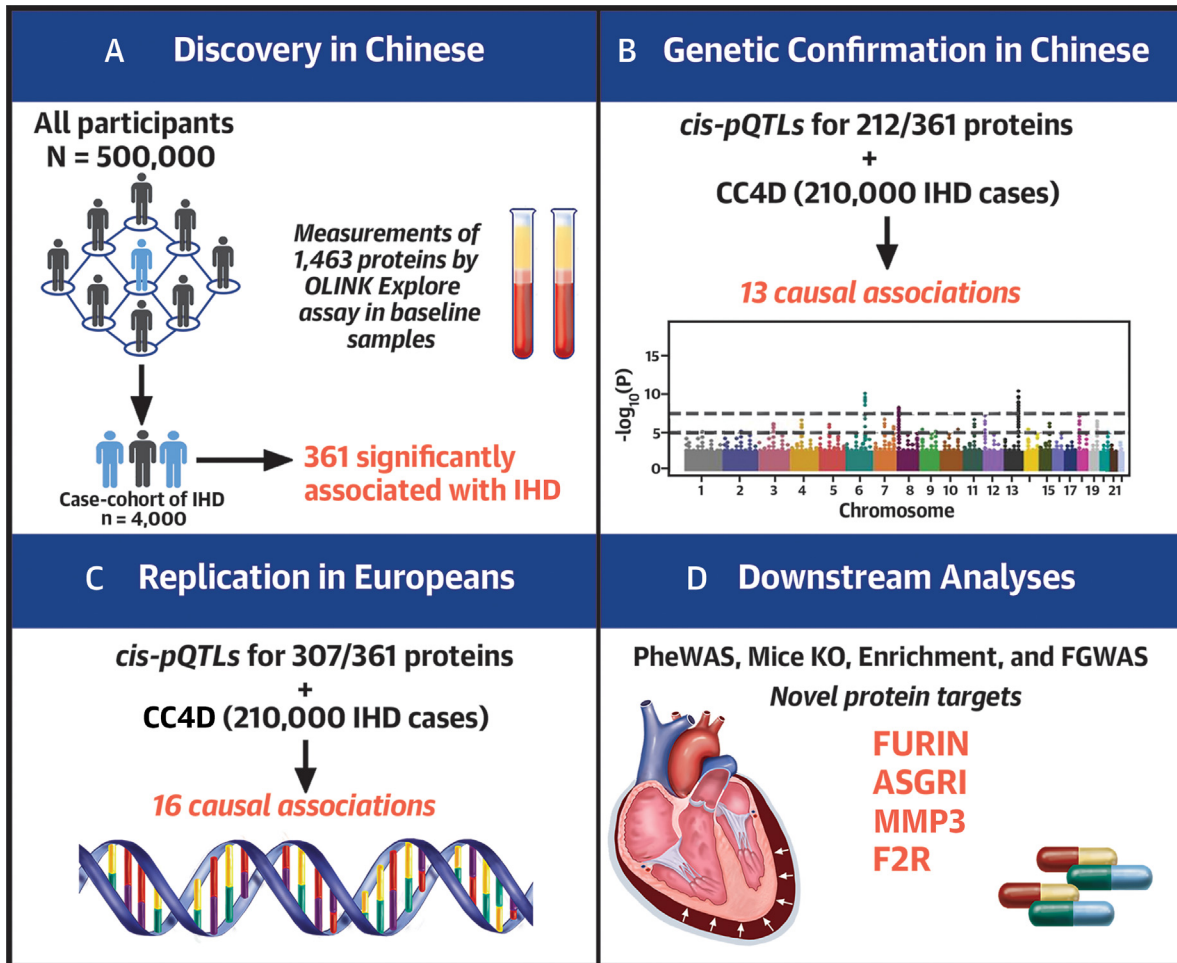 A Discovery in Chinese
All participants
N = 500,000
Measurements of
1,463 proteins by
OLINK Explore
assay in baseline
samples
Case-cohort of IHD
n = 4,000
361 significantly
associated with IHD
B Genetic Confirmation in Chinese
cis-pQTLs for 212/361 proteins
+
CC4D (210,000 IHD cases)
13 causal associations
-log10(P)
15
10
5
0
1 2 3 4 5 6 7 8 9 10 11 12 13 15 17 19 21
Chromosome
C Replication in Europeans
cis-pQTLs for 307/361 proteins
+
CC4D (210,000 IHD cases)
16 causal associations
D Downstream Analyses
PheWAS, Mice KO, Enrichment, and FGWAS
Novel protein targets
FURIN
ASGRI
MMP3
F2R